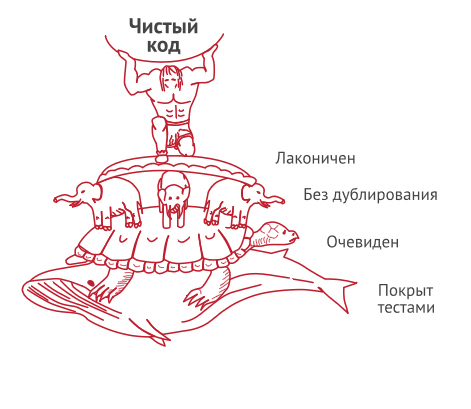 Чистый
код
Лаконичен
Без дублирования
Очевиден
Покрыт
тестами